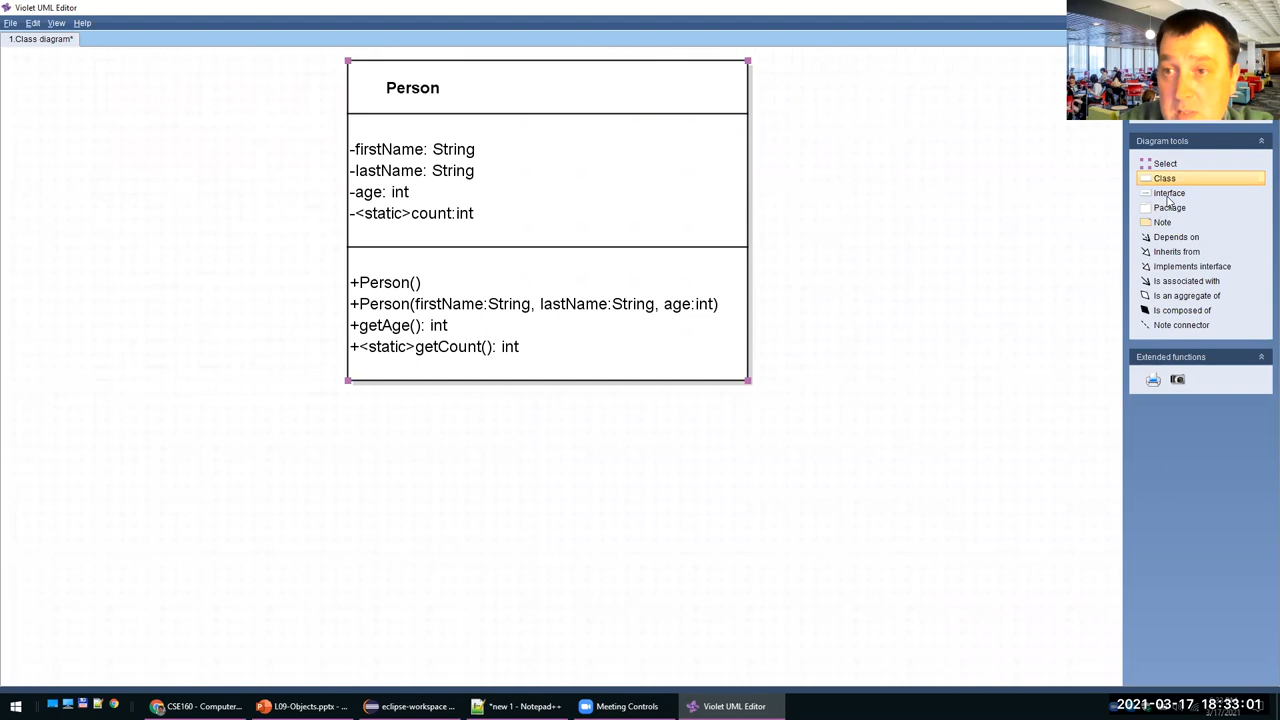 Violet UML Editor
File Edit View Help
1.Class diagram*
Person
-firstName: String
-lastName: String
-age: int
-<static>count:int
+Person()
+Person(firstName:String, lastName:String, age:int)
+getAge(): int
+<static>getCount(): int
Diagram tools
Select
Class
Interface
Package
Note
Depends on
Inherits from
Implements interface
Is associated with
Is an aggregate of
Is composed of
Note connector
Extended functions
CSE160 - Computer...
L09-Objects.pptx - ...
eclipse-workspace ...
*new 1 - Notepad++
Meeting Controls
Violet UML Editor
2021-03-17 18:33:01